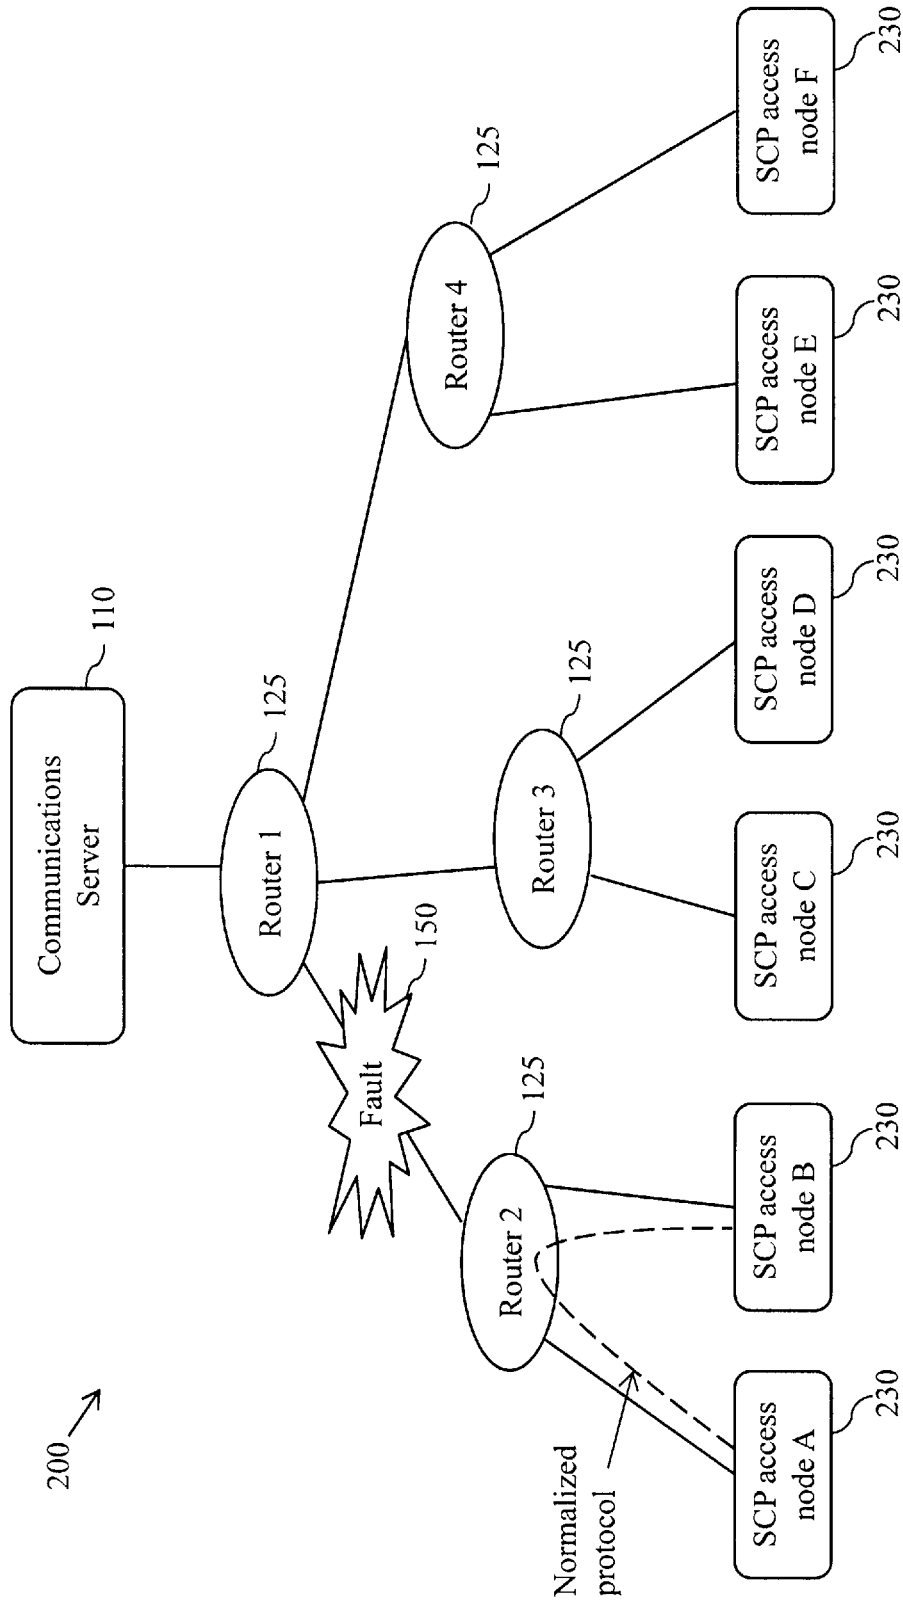 200
Communications
Server
110
Router 1
125
Fault
150
Router 2
125
Router 3
125
Router 4
125
Normalized
protocol
SCP access
node A
230
SCP access
node B
230
SCP access
node C
230
SCP access
node D
230
SCP access
node E
230
SCP access
node F
230